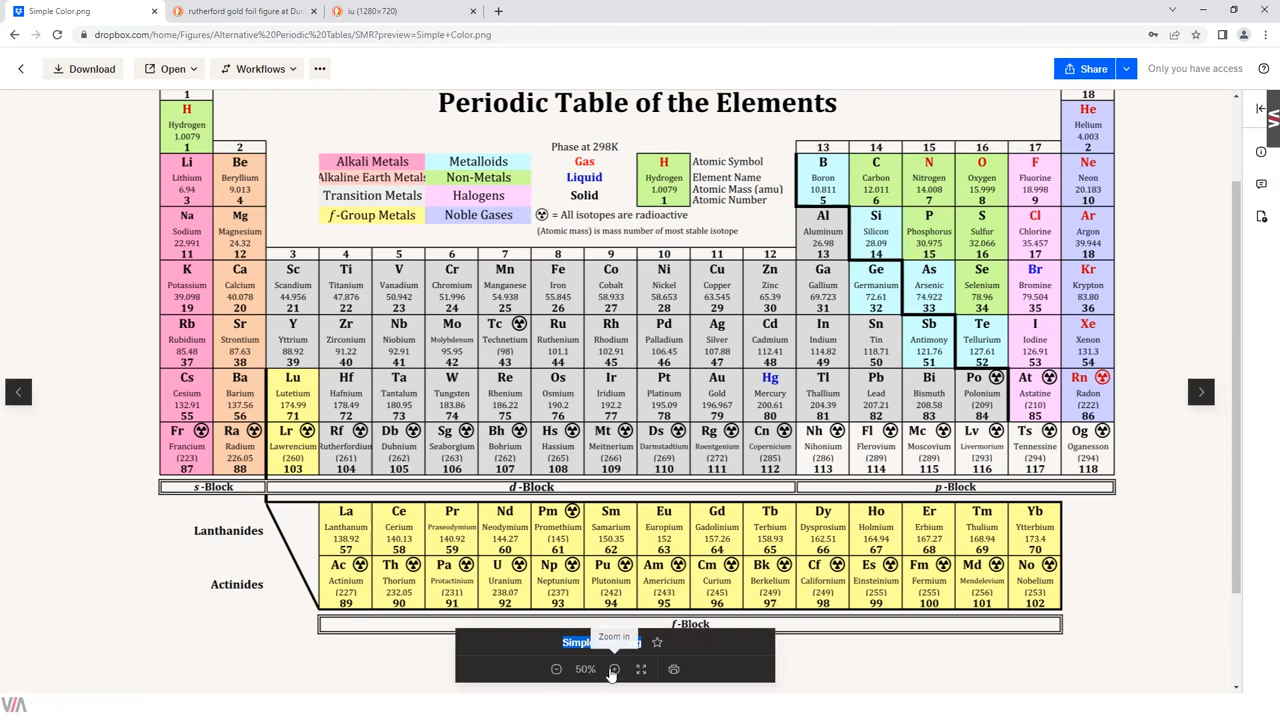 Simple Color.png
rutherford gold foil figure at Duc
iu (1280×720)
dropbox.com/home/Figures/Alternative%20Periodic%20Tables/SMR?preview=Simple+Color.png
Download
Open
Workflows
Share
Only you have access
Periodic Table of the Elements
1 18
H He
Hydrogen Helium
1.0079 4.003
1 2 13 14 15 16 17 2
Phase at 298K
Alkali Metals Metalloids Gas H Atomic Symbol
Alkaline Earth Metals Non-Metals Liquid Hydrogen Element Name
Transition Metals Halogens Solid 1.0079 Atomic Mass (amu)
f-Group Metals Noble Gases 1 Atomic Number
= All isotopes are radioactive
(Atomic mass) is mass number of most stable isotope
Li Be B C N O F Ne
Lithium Beryllium Boron Carbon Nitrogen Oxygen Fluorine Neon
6.94 9.013 10.811 12.011 14.008 15.999 18.998 20.183
3 4 5 6 7 8 9 10
Na Mg Al Si P S Cl Ar
Sodium Magnesium Aluminum Silicon Phosphorus Sulfur Chlorine Argon
22.991 24.32 26.98 28.09 30.975 32.066 35.457 39.944
11 12 3 4 5 6 7 8 9 10 11 12 13 14 15 16 17 18
K Ca Sc Ti V Cr Mn Fe Co Ni Cu Zn Ga Ge As Se Br Kr
Potassium Calcium Scandium Titanium Vanadium Chromium Manganese Iron Cobalt Nickel Copper Zinc Gallium Germanium Arsenic Selenium Bromine Krypton
39.098 40.078 44.956 47.876 50.942 51.996 54.938 55.845 58.933 58.653 63.545 65.39 69.723 72.61 74.922 78.96 79.504 83.80
19 20 21 22 23 24 25 26 27 28 29 30 31 32 33 34 35 36
Rb Sr Y Zr Nb Mo Tc Ru Rh Pd Ag Cd In Sn Sb Te I Xe
Rubidium Strontium Yttrium Zirconium Niobium Molybdenum Technetium Ruthenium Rhodium Palladium Silver Cadmium Indium Tin Antimony Tellurium Iodine Xenon
85.48 87.63 88.92 91.22 92.91 95.95 (98) 101.1 102.91 106.45 107.88 112.41 114.82 118.71 121.76 127.61 126.91 131.3
37 38 39 40 41 42 43 44 45 46 47 48 49 50 51 52 53 54
Cs Ba Lu Hf Ta W Re Os Ir Pt Au Hg Tl Pb Bi Po At Rn
Cesium Barium Lutetium Hafnium Tantalum Tungsten Rhenium Osmium Iridium Platinum Gold Mercury Thallium Lead Bismuth Polonium Astatine Radon
132.91 137.56 174.99 178.49 180.95 183.86 186.22 190.2 192.2 195.09 196.967 200.61 204.39 207.21 208.58 (209) (210) (222)
55 56 71 72 73 74 75 76 77 78 79 80 81 82 83 84 85 86
Fr Ra Lr Rf Db Sg Bh Hs Mt Ds Rg Cn Nh Fl Mc Lv Ts Og
Francium Radium Lawrencium Rutherfordium Dubnium Seaborgium Bohrium Hassium Meitnerium Darmstadtium Roentgenium Copernicium Nihonium Flerovium Moscovium Livermorium Tennessine Oganesson
(223) 226.05 (260) (261) (262) (263) (262) (265) (266) (269) (272) (285) (286) (289) (289) (293) (294) (294)
87 88 103 104 105 106 107 108 109 110 111 112 113 114 115 116 117 118
s-Block d-Block p-Block
La Ce Pr Nd Pm Sm Eu Gd Tb Dy Ho Er Tm Yb
Lanthanides Lanthanum Cerium Praseodymium Neodymium Promethium Samarium Europium Gadolinium Terbium Dysprosium Holmium Erbium Thulium Ytterbium
138.92 140.13 140.92 144.27 (145) 150.35 152 157.26 158.93 162.51 164.94 167.27 168.94 173.4
57 58 59 60 61 62 63 64 65 66 67 68 69 70
Ac Th Pa U Np Pu Am Cm Bk Cf Es Fm Md No
Actinides Actinium Thorium Protactinium Uranium Neptunium Plutonium Americium Curium Berkelium Californium Einsteinium Fermium Mendelevium Nobelium
(227) 232.05 (231) 238.07 (237) (242) (243) (245) (249) (249) (255) (255) (256) (253)
89 90 91 92 93 94 95 96 97 98 99 100 101 102
f-Block
Zoom in
50%
VIA